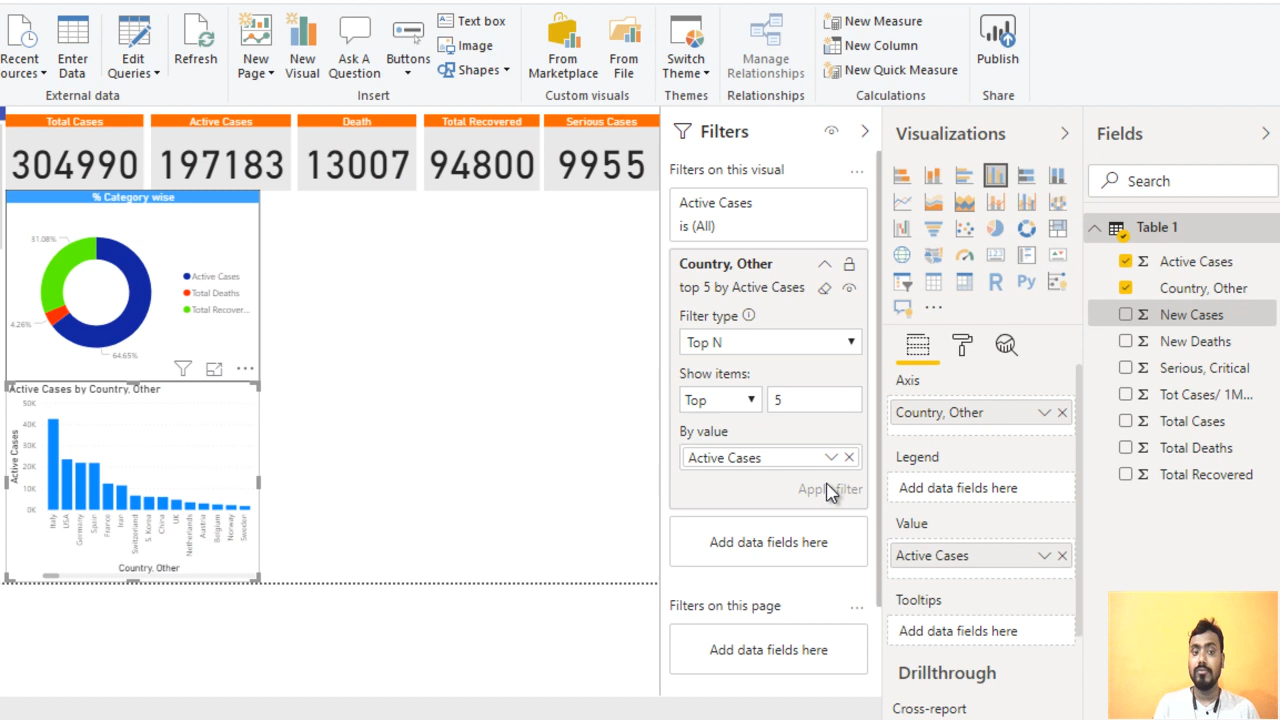 Recent
ources
Enter
Data
Edit
Queries
Refresh
External data
New
Page
New
Visual
Ask A
Question
Buttons
Text box
Image
Shapes
Insert
From
Marketplace
From
File
Custom visuals
Switch
Theme
Themes
Manage
Relationships
Relationships
New Measure
New Column
New Quick Measure
Calculations
Publish
Share
Total Cases
Active Cases
Death
Total Recovered
Serious Cases
304990
197183
13007
94800
9955
% Category wise
31.08%
4.26%
64.65%
Active Cases
Total Deaths
Total Recover...
Active Cases by Country, Other
Active Cases
50K
40K
30K
20K
10K
0K
Italy
USA
Germany
Spain
France
Iran
Switzerland
S. Korea
China
UK
Netherlands
Austria
Belgium
Norway
Sweden
Country, Other
Filters
Filters on this visual
...
Active Cases
is (All)
Country, Other
top 5 by Active Cases
Filter type
Top N
Show items:
Top
5
By value
Active Cases
Apply filter
Add data fields here
Filters on this page
...
Add data fields here
Visualizations
R
Py
...
Axis
Country, Other
Legend
Add data fields here
Value
Active Cases
Tooltips
Add data fields here
Drillthrough
Cross-report
Fields
Search
Table 1
Active Cases
Country, Other
New Cases
New Deaths
Serious, Critical
Tot Cases/ 1M...
Total Cases
Total Deaths
Total Recovered